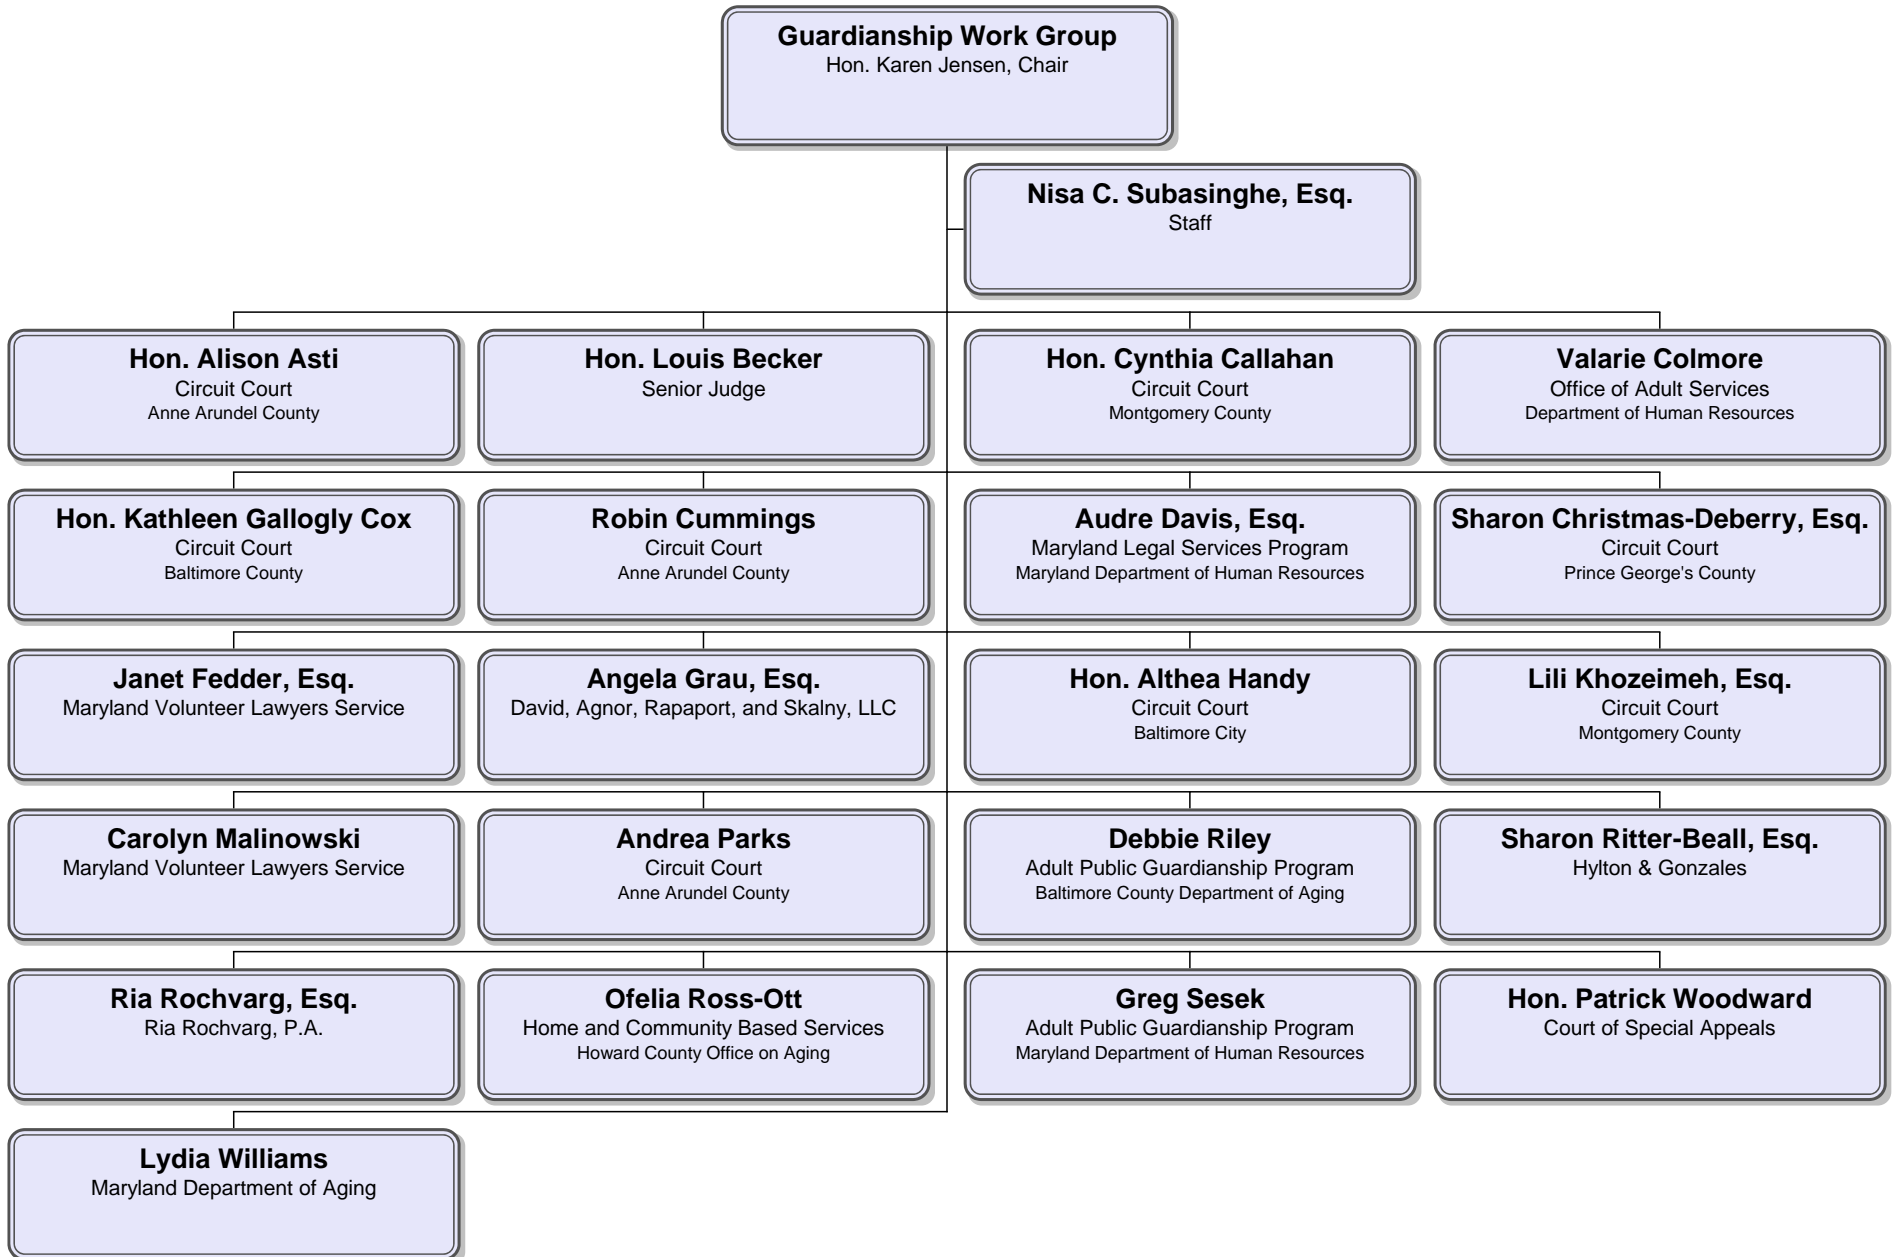 Guardianship Work Group
Hon. Karen Jensen, Chair
Nisa C. Subasinghe, Esq.
Staff
Hon. Alison Asti
Circuit Court
Anne Arundel County
Hon. Louis Becker
Senior Judge
Hon. Cynthia Callahan
Circuit Court
Montgomery County
Valarie Colmore
Office of Adult Services
Department of Human Resources
Hon. Kathleen Gallogly Cox
Circuit Court
Baltimore County
Robin Cummings
Circuit Court
Anne Arundel County
Audre Davis, Esq.
Maryland Legal Services Program
Maryland Department of Human Resources
Sharon Christmas-Deberry, Esq.
Circuit Court
Prince George's County
Janet Fedder, Esq.
Maryland Volunteer Lawyers Service
Angela Grau, Esq.
David, Agnor, Rapaport, and Skalny, LLC
Hon. Althea Handy
Circuit Court
Baltimore City
Lili Khozeimeh, Esq.
Circuit Court
Montgomery County
Carolyn Malinowski
Maryland Volunteer Lawyers Service
Andrea Parks
Circuit Court
Anne Arundel County
Debbie Riley
Adult Public Guardianship Program
Baltimore County Department of Aging
Sharon Ritter-Beall, Esq.
Hylton & Gonzales
Ria Rochvarg, Esq.
Ria Rochvarg, P.A.
Ofelia Ross-Ott
Home and Community Based Services
Howard County Office on Aging
Greg Sesek
Adult Public Guardianship Program
Maryland Department of Human Resources
Hon. Patrick Woodward
Court of Special Appeals
Lydia Williams
Maryland Department of Aging